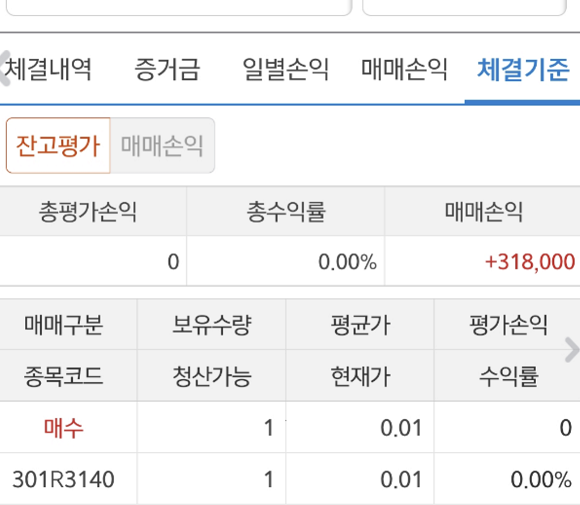 체결내역 증거금 일별손익 매매손익 체결기준
잔고평가 매매손익
총평가손익 총수익률 매매손익
0 0.00% +318,000
매매구분 보유수량 평균가 평가손익
종목코드 청산가능 현재가 수익률
매수 1 0.01 0
301R3140 1 0.01 0.00%